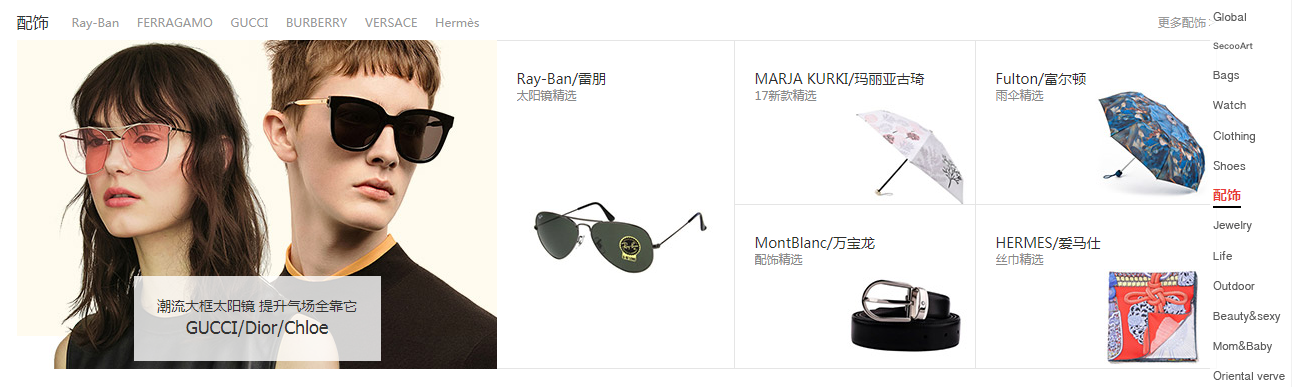 配饰 Ray-Ban FERRAGAMO GUCCI BURBERRY VERSACE Hermès 更多配饰
潮流大框太阳镜 提升气场全靠它
GUCCI/Dior/Chloe
Ray-Ban/雷朋
太阳镜精选
Ray-Ban
MARJA KURKI/玛丽亚古琦
17新款精选
Fulton/富尔顿
雨伞精选
MontBlanc/万宝龙
配饰精选
HERMES/爱马仕
丝巾精选
Global
SecooArt
Bags
Watch
Clothing
Shoes
配饰
Jewelry
Life
Outdoor
Beauty&sexy
Mom&Baby
Oriental verve